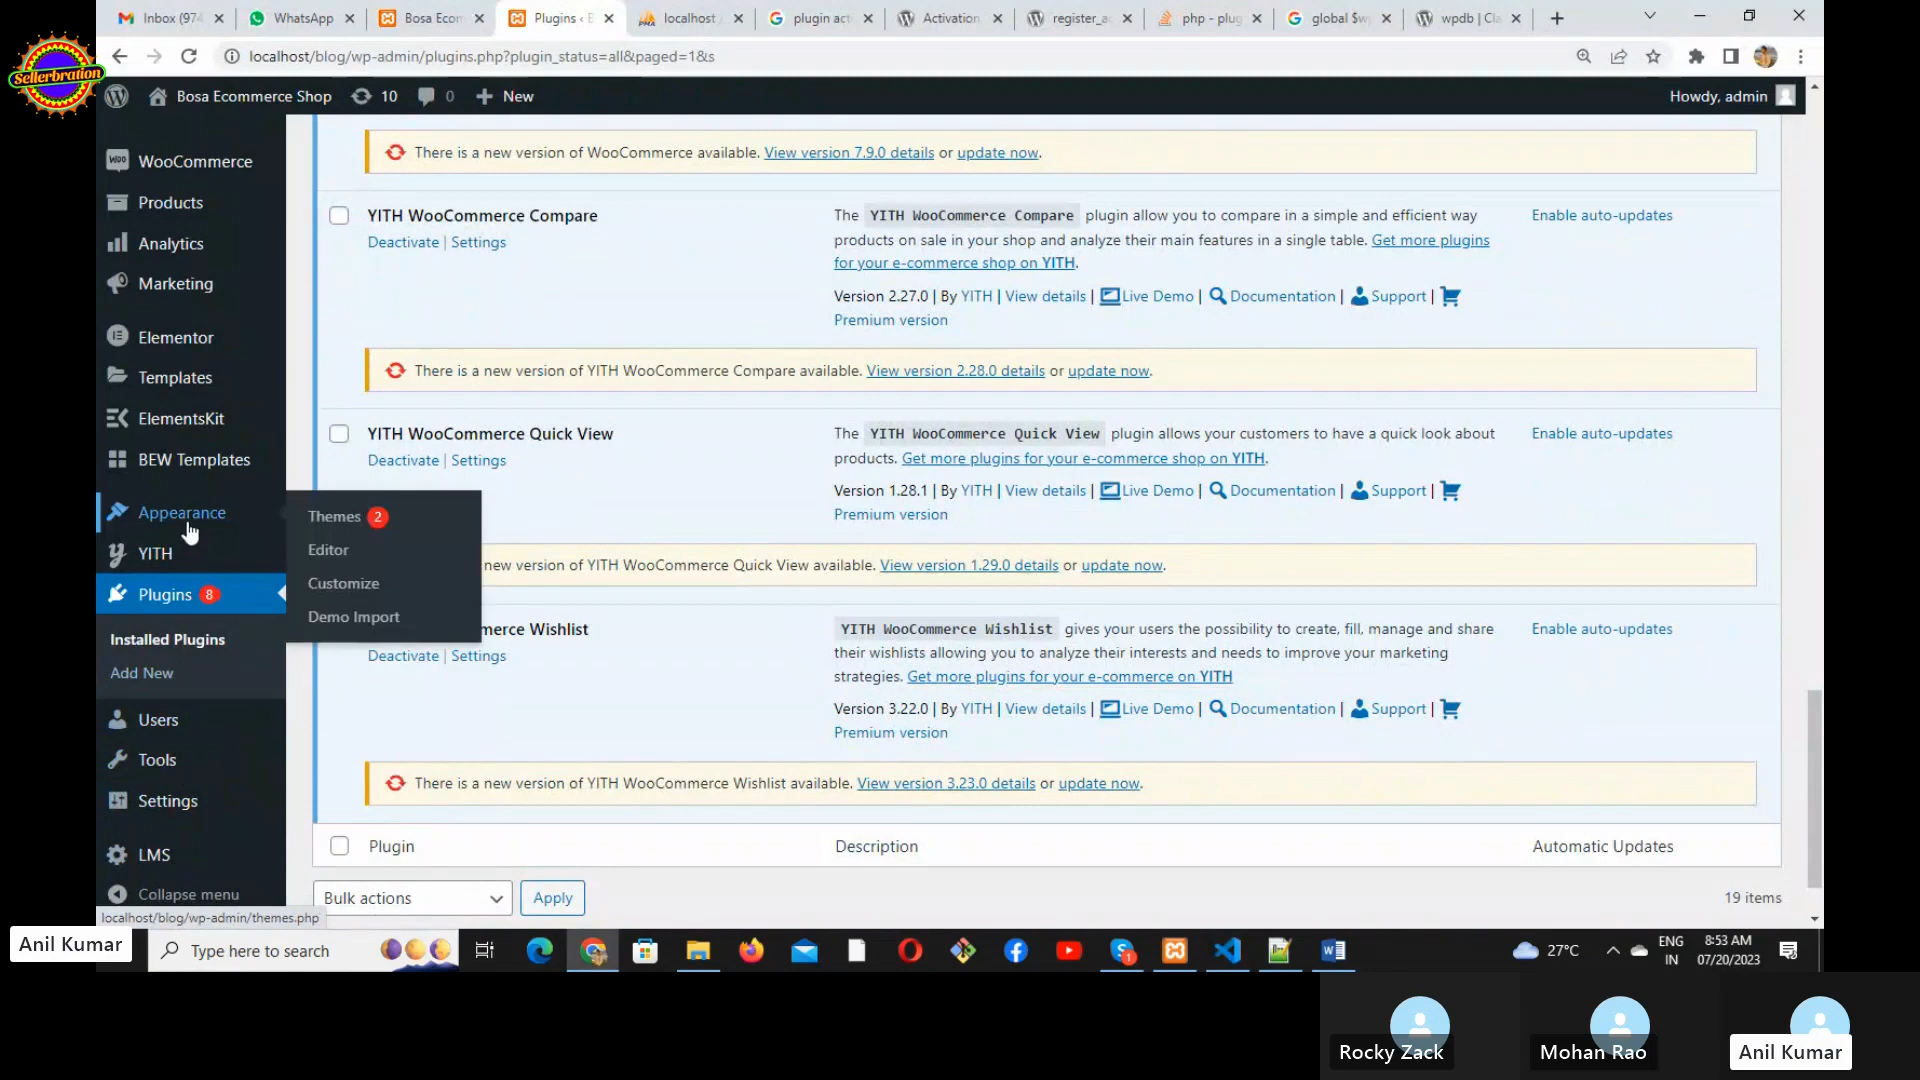 Sellerbration
Inbox (974
WhatsApp
Bosa Ecom
Plugins ‹ B
localhost /
plugin act
Activation
register_a
php - plug
global $w
wpdb | Cla
localhost/blog/wp-admin/plugins.php?plugin_status=all&paged=1&s
Bosa Ecommerce Shop
10
0
New
Howdy, admin
WooCommerce
Products
Analytics
Marketing
Elementor
Templates
ElementsKit
BEW Templates
Appearance
YITH
Plugins 8
Installed Plugins
Add New
Users
Tools
Settings
LMS
Collapse menu
Themes 2
Editor
Customize
Demo Import
There is a new version of WooCommerce available. View version 7.9.0 details or update now.
YITH WooCommerce Compare
Deactivate | Settings
The YITH WooCommerce Compare plugin allow you to compare in a simple and efficient way
products on sale in your shop and analyze their main features in a single table. Get more plugins
for your e-commerce shop on YITH.
Version 2.27.0 | By YITH | View details | Live Demo | Documentation | Support |
Premium version
Enable auto-updates
There is a new version of YITH WooCommerce Compare available. View version 2.28.0 details or update now.
YITH WooCommerce Quick View
Deactivate | Settings
The YITH WooCommerce Quick View plugin allows your customers to have a quick look about
products. Get more plugins for your e-commerce shop on YITH.
Version 1.28.1 | By YITH | View details | Live Demo | Documentation | Support |
Premium version
Enable auto-updates
new version of YITH WooCommerce Quick View available. View version 1.29.0 details or update now.
merce Wishlist
Deactivate | Settings
YITH WooCommerce Wishlist gives your users the possibility to create, fill, manage and share
their wishlists allowing you to analyze their interests and needs to improve your marketing
strategies. Get more plugins for your e-commerce on YITH
Version 3.22.0 | By YITH | View details | Live Demo | Documentation | Support |
Premium version
Enable auto-updates
There is a new version of YITH WooCommerce Wishlist available. View version 3.23.0 details or update now.
Plugin
Description
Automatic Updates
Bulk actions
Apply
19 items
localhost/blog/wp-admin/themes.php
Anil Kumar
Type here to search
27°C
ENG
IN
8:53 AM
07/20/2023
Rocky Zack
Mohan Rao
Anil Kumar